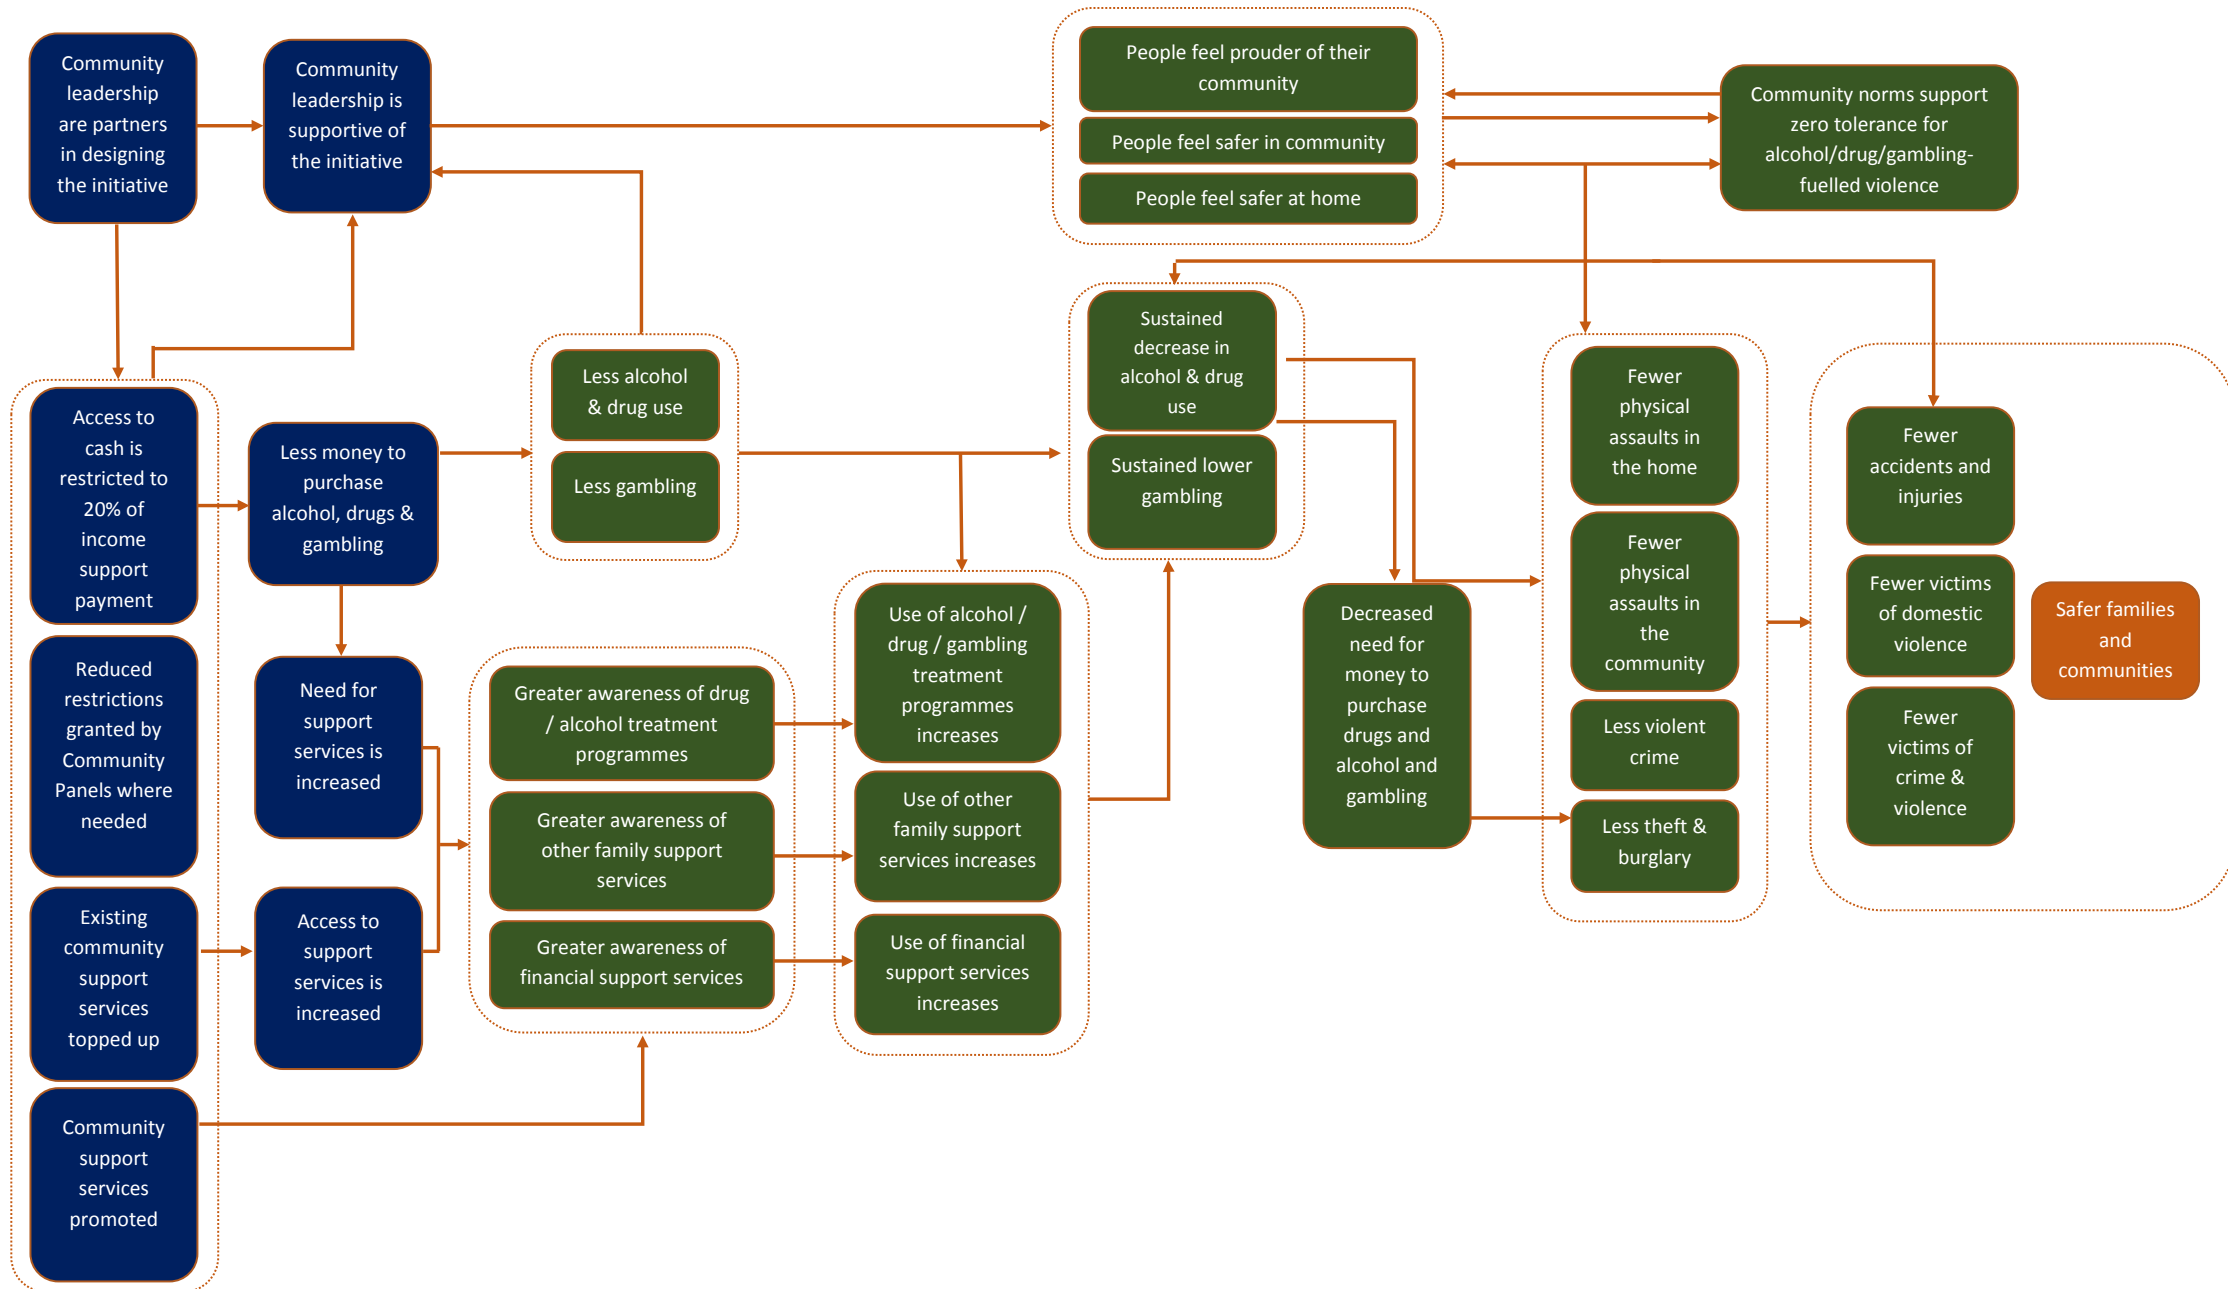 Community
leadership
are partners
in designing
the initiative
Community
leadership is
supportive of
the initiative
People feel prouder of their
community
People feel safer in community
People feel safer at home
Community norms support
zero tolerance for
alcohol/drug/gambling-
fuelled violence
Access to
cash is
restricted to
20% of
income
support
payment
Reduced
restrictions
granted by
Community
Panels where
needed
Existing
community
support
services
topped up
Community
support
services
promoted
Less money to
purchase
alcohol, drugs &
gambling
Need for
support
services is
increased
Access to
support
services is
increased
Less alcohol
& drug use
Less gambling
Greater awareness of drug
/ alcohol treatment
programmes
Greater awareness of
other family support
services
Greater awareness of
financial support services
Use of alcohol /
drug / gambling
treatment
programmes
increases
Use of other
family support
services increases
Use of financial
support services
increases
Sustained
decrease in
alcohol & drug
use
Sustained lower
gambling
Decreased
need for
money to
purchase
drugs and
alcohol and
gambling
Fewer
physical
assaults in
the home
Fewer
physical
assaults in
the
community
Less violent
crime
Less theft &
burglary
Fewer
accidents and
injuries
Fewer victims
of domestic
violence
Fewer
victims of
crime &
violence
Safer families
and
communities